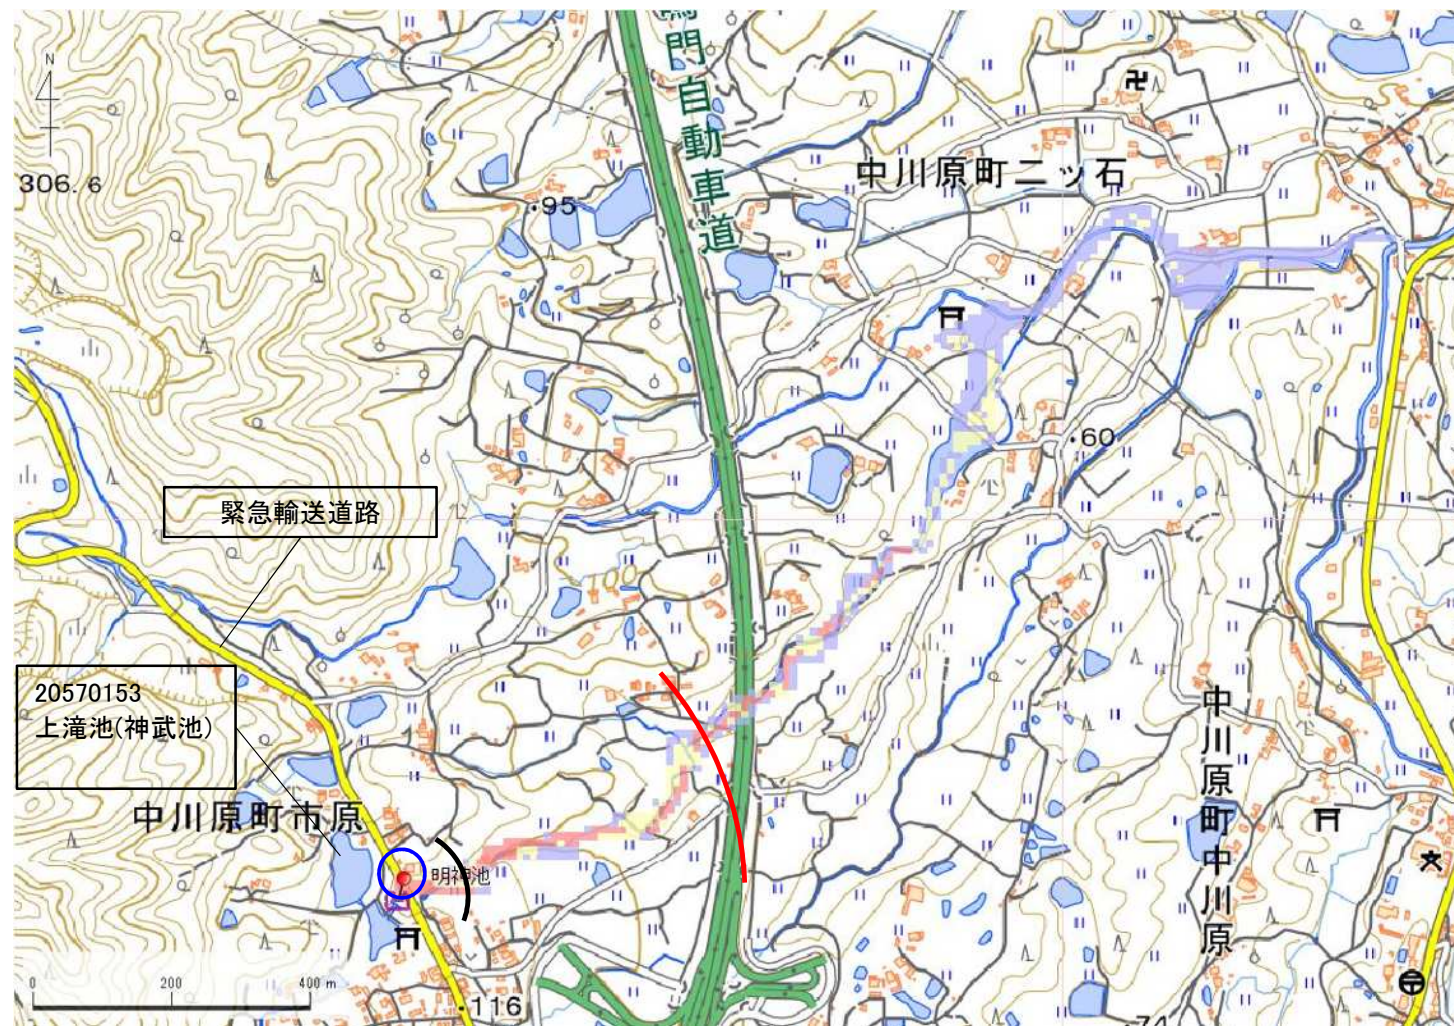 鳴門自動車道
N
306.6
中川原町二ッ石
・95
・60
緊急輸送道路
100
20570153
上滝池(神武池)
中川原町市原
明神池
中川原町中川原
0 200 400 m
・116
・74